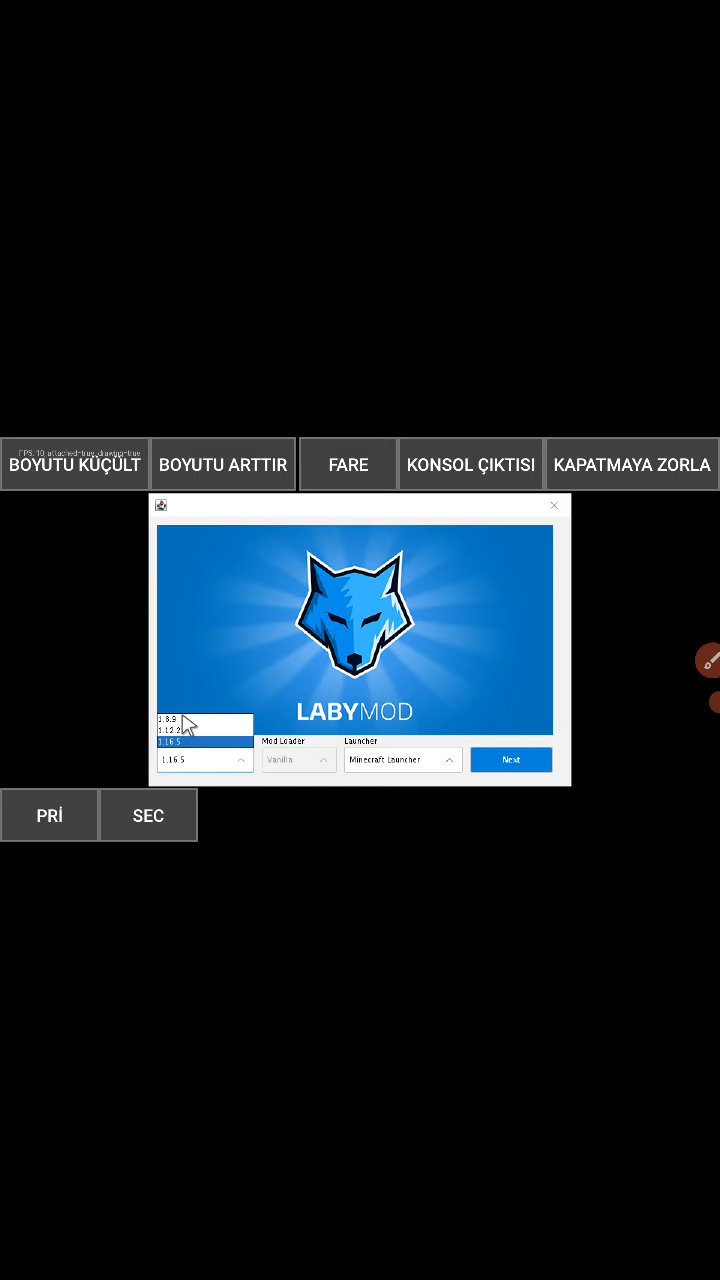 FPS: 10, attached=true, drawing=true
BOYUTU KÜÇÜLT
BOYUTU ARTTIR
FARE
KONSOL ÇIKTISI
KAPATMAYA ZORLA
LABYMOD
1.8.9
1.12.2
1.16.5
Mod Loader
Launcher
1.16.5
Vanilla
Minecraft Launcher
Next
PRİ
SEC